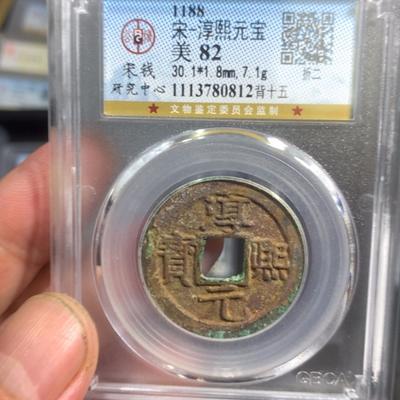 1188
宋-淳熙元宝
美 82
宋钱 30.1*1.8mm,7.1g 折二
研究中心 1113780812 背十五
★ 文物鉴定委员会监制 ★
淳
寶 熙
元
GBCA